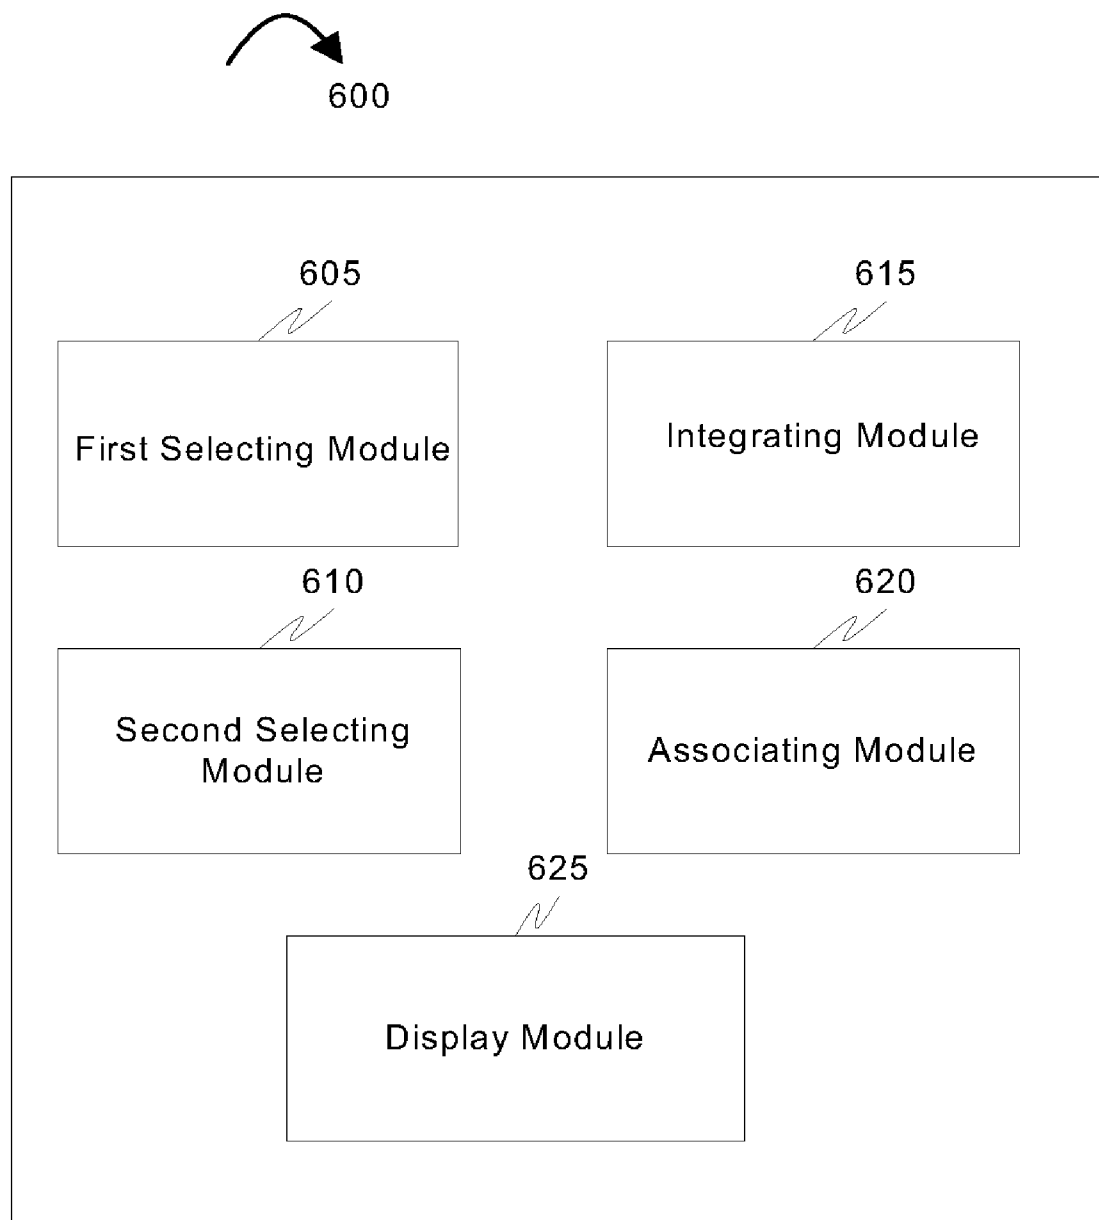 600
605
First Selecting Module
615
Integrating Module
610
Second Selecting
Module
620
Associating Module
625
Display Module